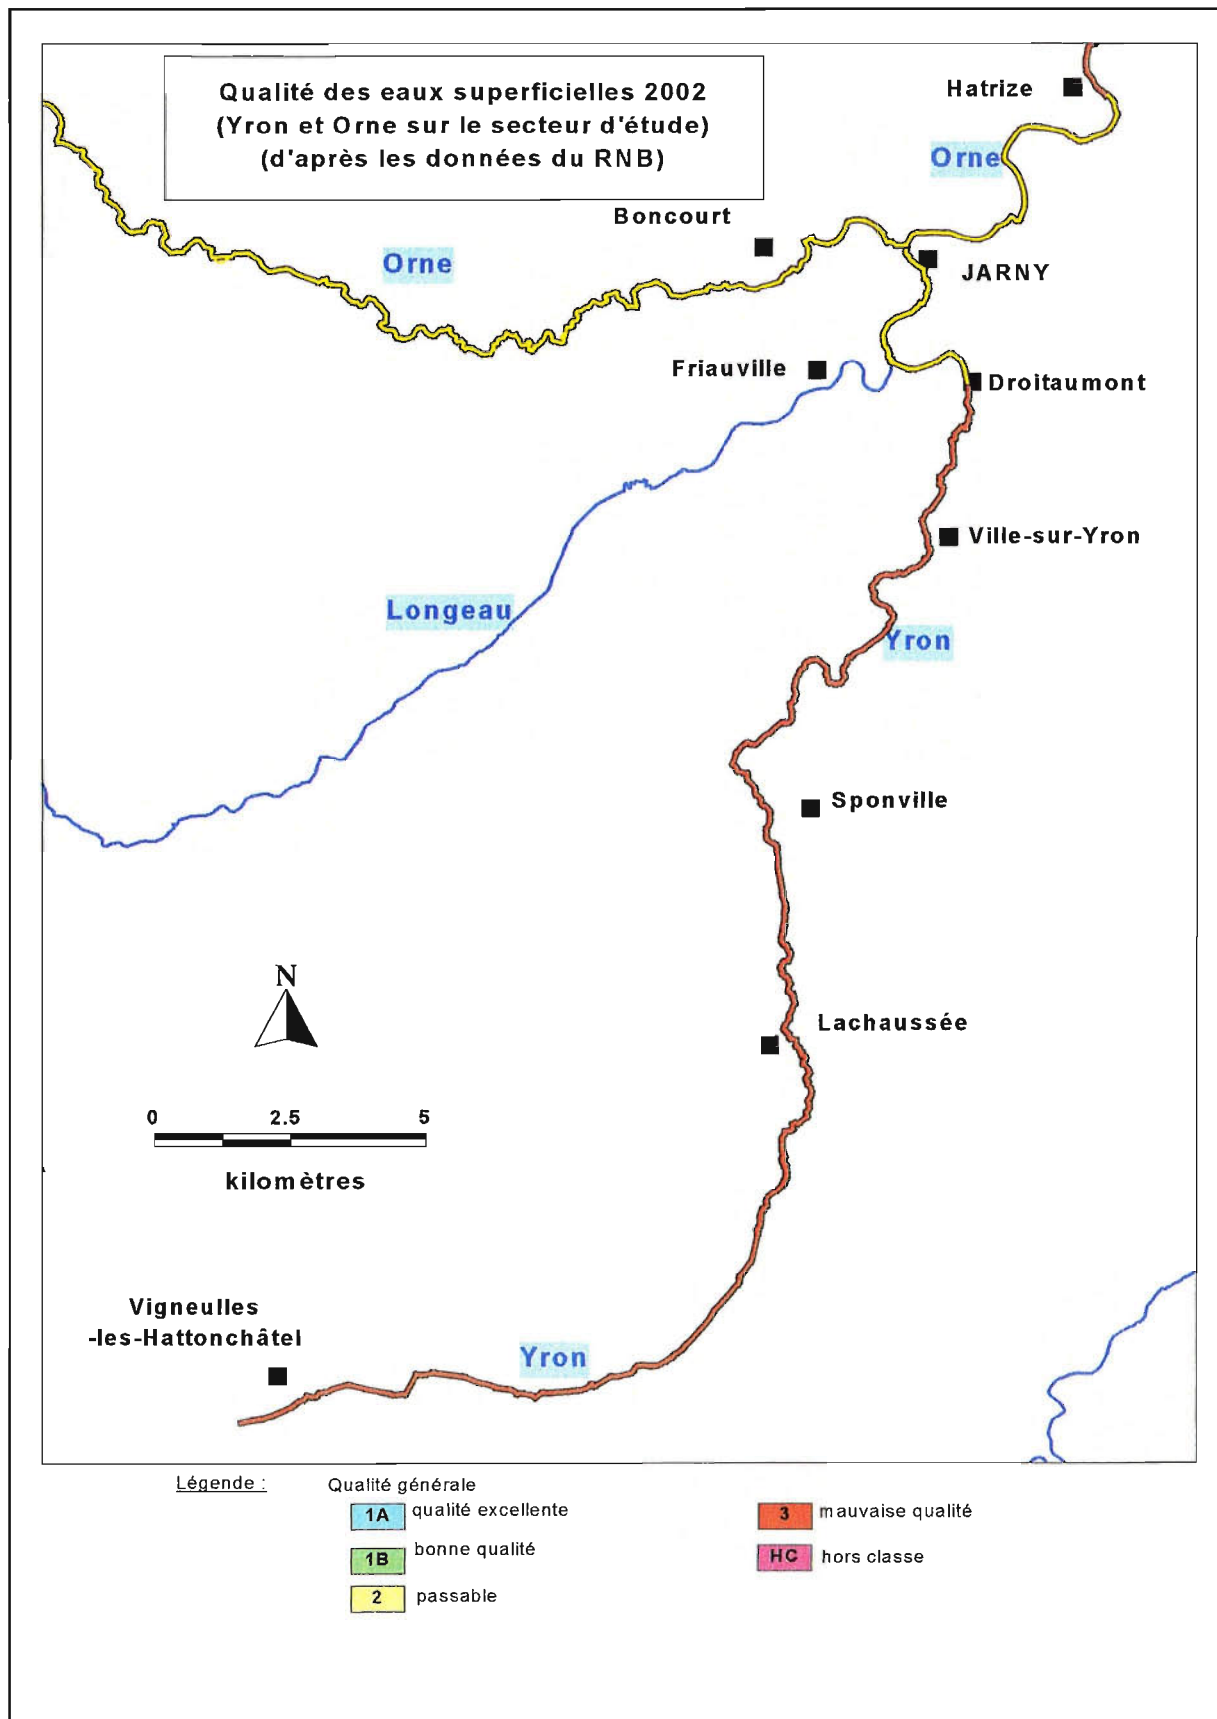 Qualité des eaux superficielles 2002
(Yron et Orne sur le secteur d'étude)
(d'après les données du RNB)
Hatrize
Orne
Boncourt
Orne
JARNY
Friauville
Droitaumont
Ville-sur-Yron
Longeau
Yron
Sponville
N
Lachaussée
0 2.5 5
kilomètres
Vigneulles
-les-Hattonchâtel
Yron
Légende :
Qualité générale
1A qualité excellente
3 mauvaise qualité
1B bonne qualité
HC hors classe
2 passable